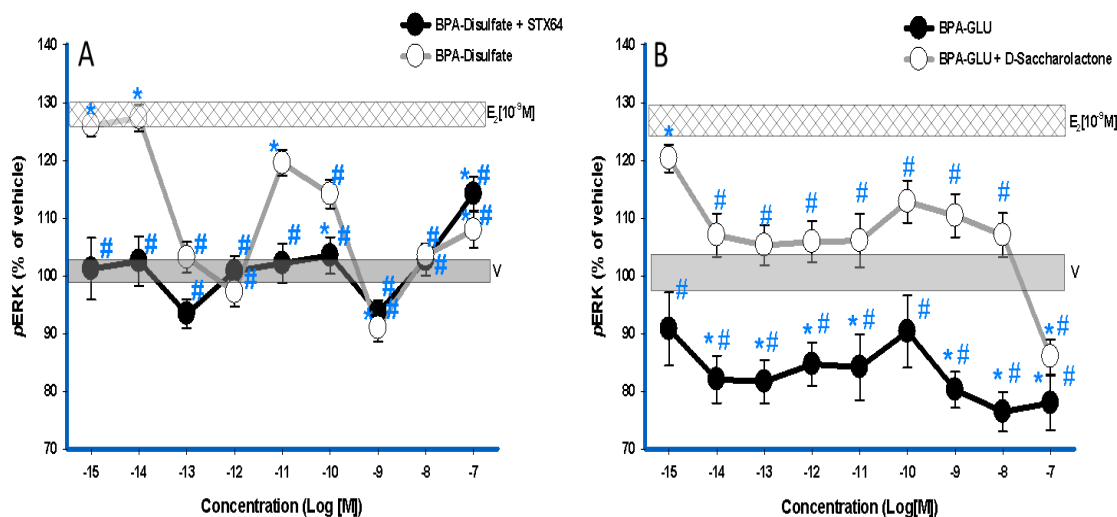 A
BPA-Disulfate + STX64
BPA-Disulfate
140
130
120
110
100
90
80
70
pERK (% of vehicle)
E2[10⁻⁹M]
V
* * * # * # * # * #
# # # # # # # # # * # #
-15 -14 -13 -12 -11 -10 -9 -8 -7
Concentration (Log [M])
B
BPA-GLU
BPA-GLU + D-Saccharolactone
140
130
120
110
100
90
80
70
pERK (% of vehicle)
E2[10⁻⁹M]
V
* # # # # # # # * #
# * # * # * # * # # * # * # * #
-15 -14 -13 -12 -11 -10 -9 -8 -7
Concentration (Log[M])